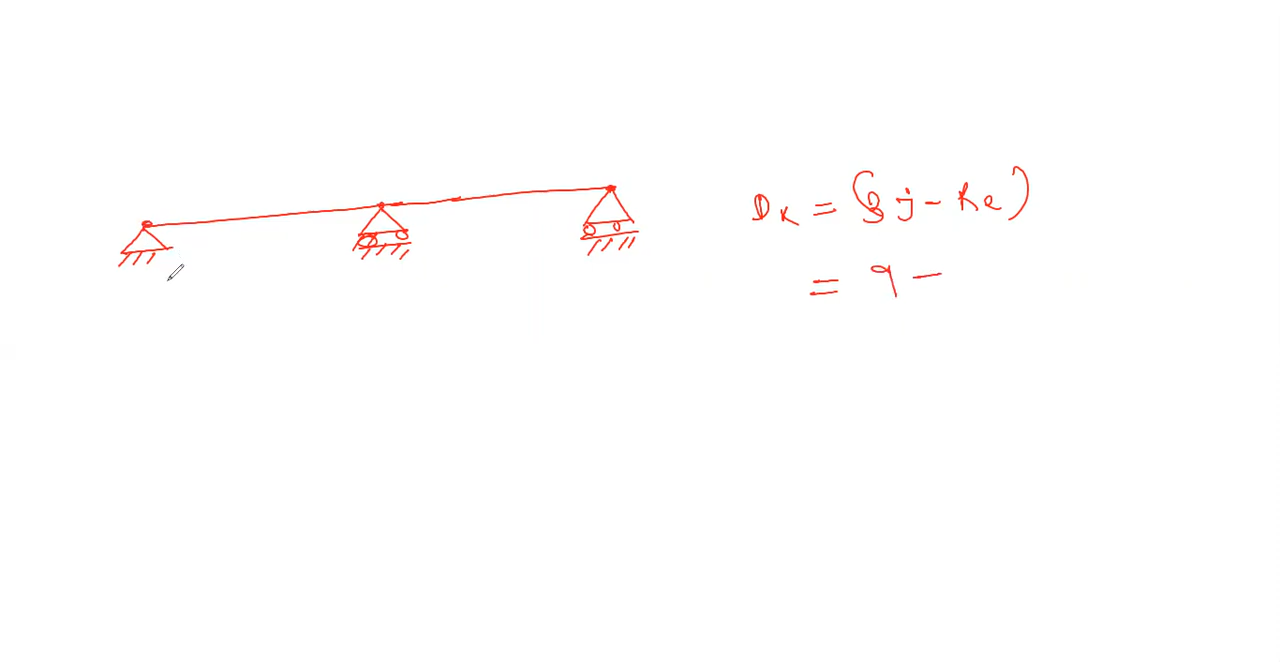 Dk = (3j - Re)
= 9 -